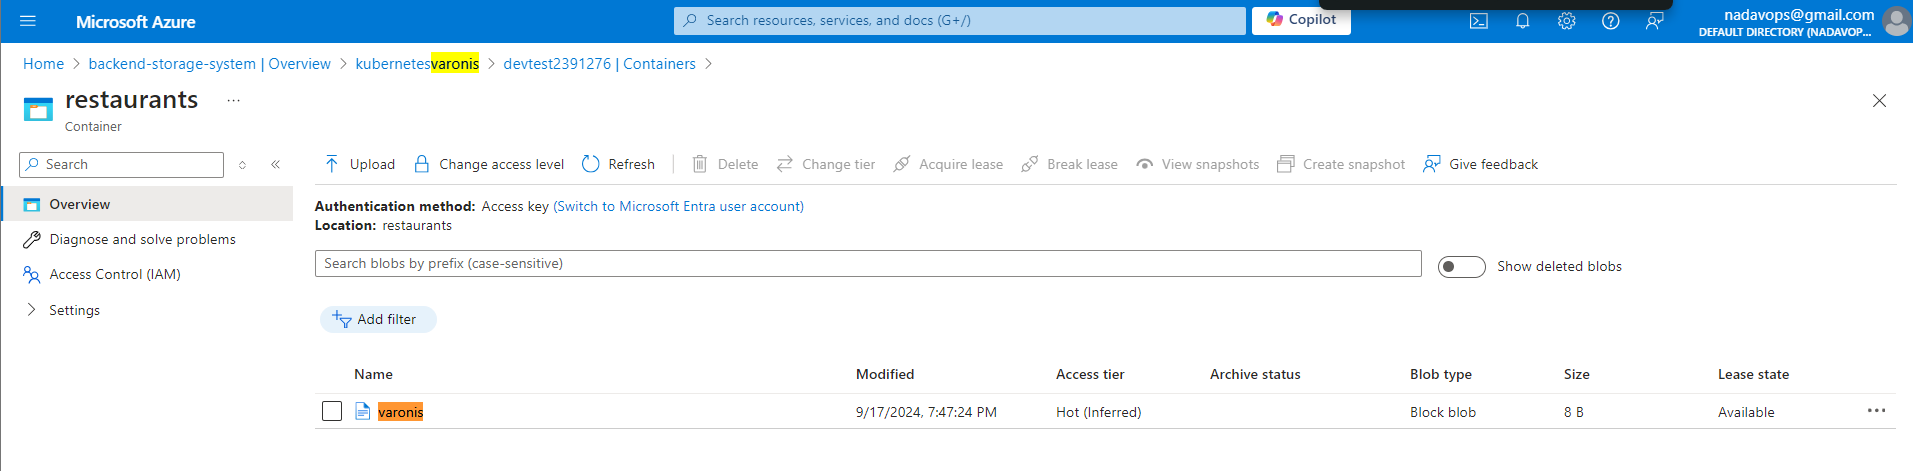 Microsoft Azure
Search resources, services, and docs (G+/)
Copilot
nadavops@gmail.com
DEFAULT DIRECTORY (NADAVOP...
Home > backend-storage-system | Overview > kubernetesvaronis > devtest2391276 | Containers >
restaurants ...
Container
Search
Upload Change access level Refresh Delete Change tier Acquire lease Break lease View snapshots Create snapshot Give feedback
Overview
Diagnose and solve problems
Access Control (IAM)
Settings
Authentication method: Access key (Switch to Microsoft Entra user account)
Location: restaurants
Search blobs by prefix (case-sensitive)
Show deleted blobs
Add filter
Name Modified Access tier Archive status Blob type Size Lease state
varonis 9/17/2024, 7:47:24 PM Hot (Inferred) Block blob 8 B Available ...